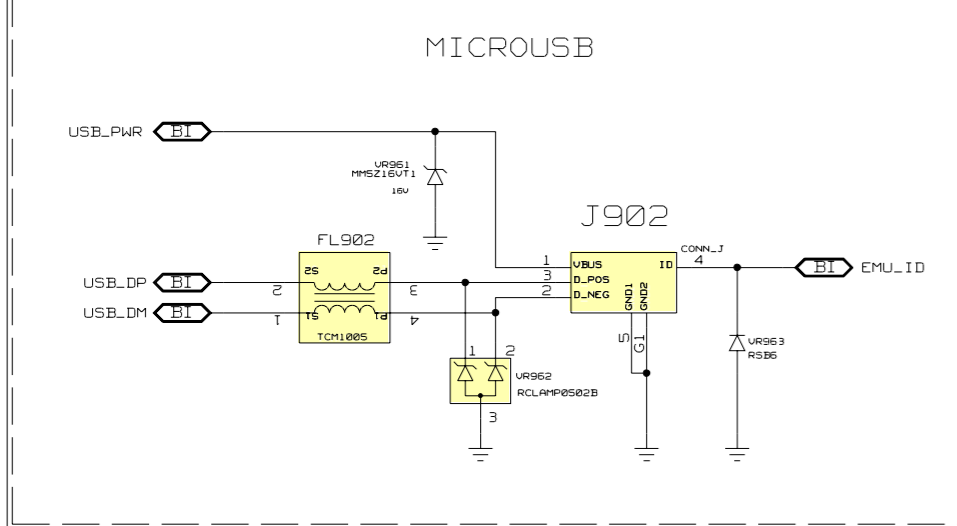 MICROUSB
USB_PWR BI
VR961
MM5Z16VT1
16V
J902
FL902
CONN_J
S2 P2
1 VBUS ID 4 BI EMU_ID
USB_DP BI 2 3
3 D_POS
2 D_NEG
GND1
GND2
USB_DM BI 1 S1 P1 4
TCM1005
5
G1
VR963
RSB6
1 2
VR962
RCLAMP0502B
3